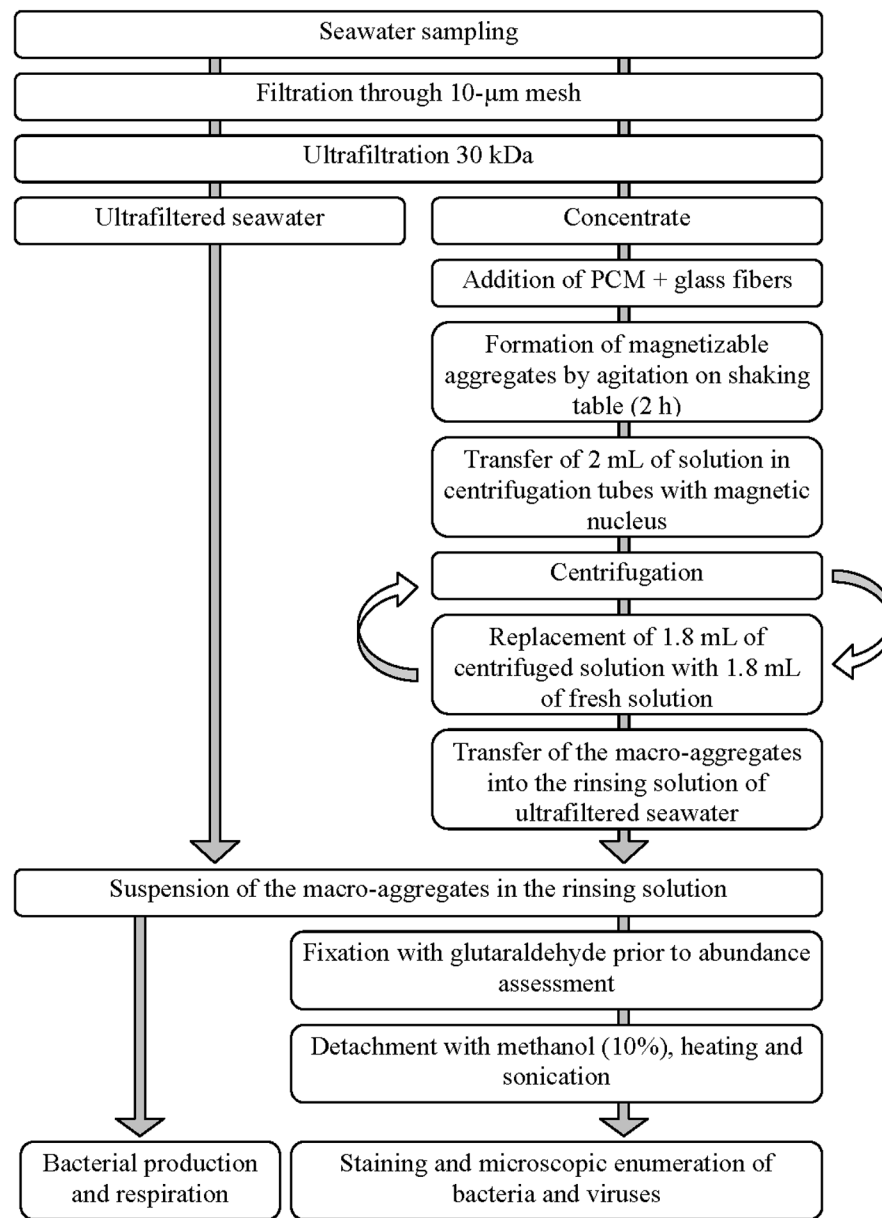 Seawater sampling
Filtration through 10-μm mesh
Ultrafiltration 30 kDa
Ultrafiltered seawater
Concentrate
Addition of PCM + glass fibers
Formation of magnetizable
aggregates by agitation on shaking
table (2 h)
Transfer of 2 mL of solution in
centrifugation tubes with magnetic
nucleus
Centrifugation
Replacement of 1.8 mL of
centrifuged solution with 1.8 mL
of fresh solution
Transfer of the macro-aggregates
into the rinsing solution of
ultrafiltered seawater
Suspension of the macro-aggregates in the rinsing solution
Fixation with glutaraldehyde prior to abundance
assessment
Detachment with methanol (10%), heating and
sonication
Bacterial production
and respiration
Staining and microscopic enumeration of
bacteria and viruses